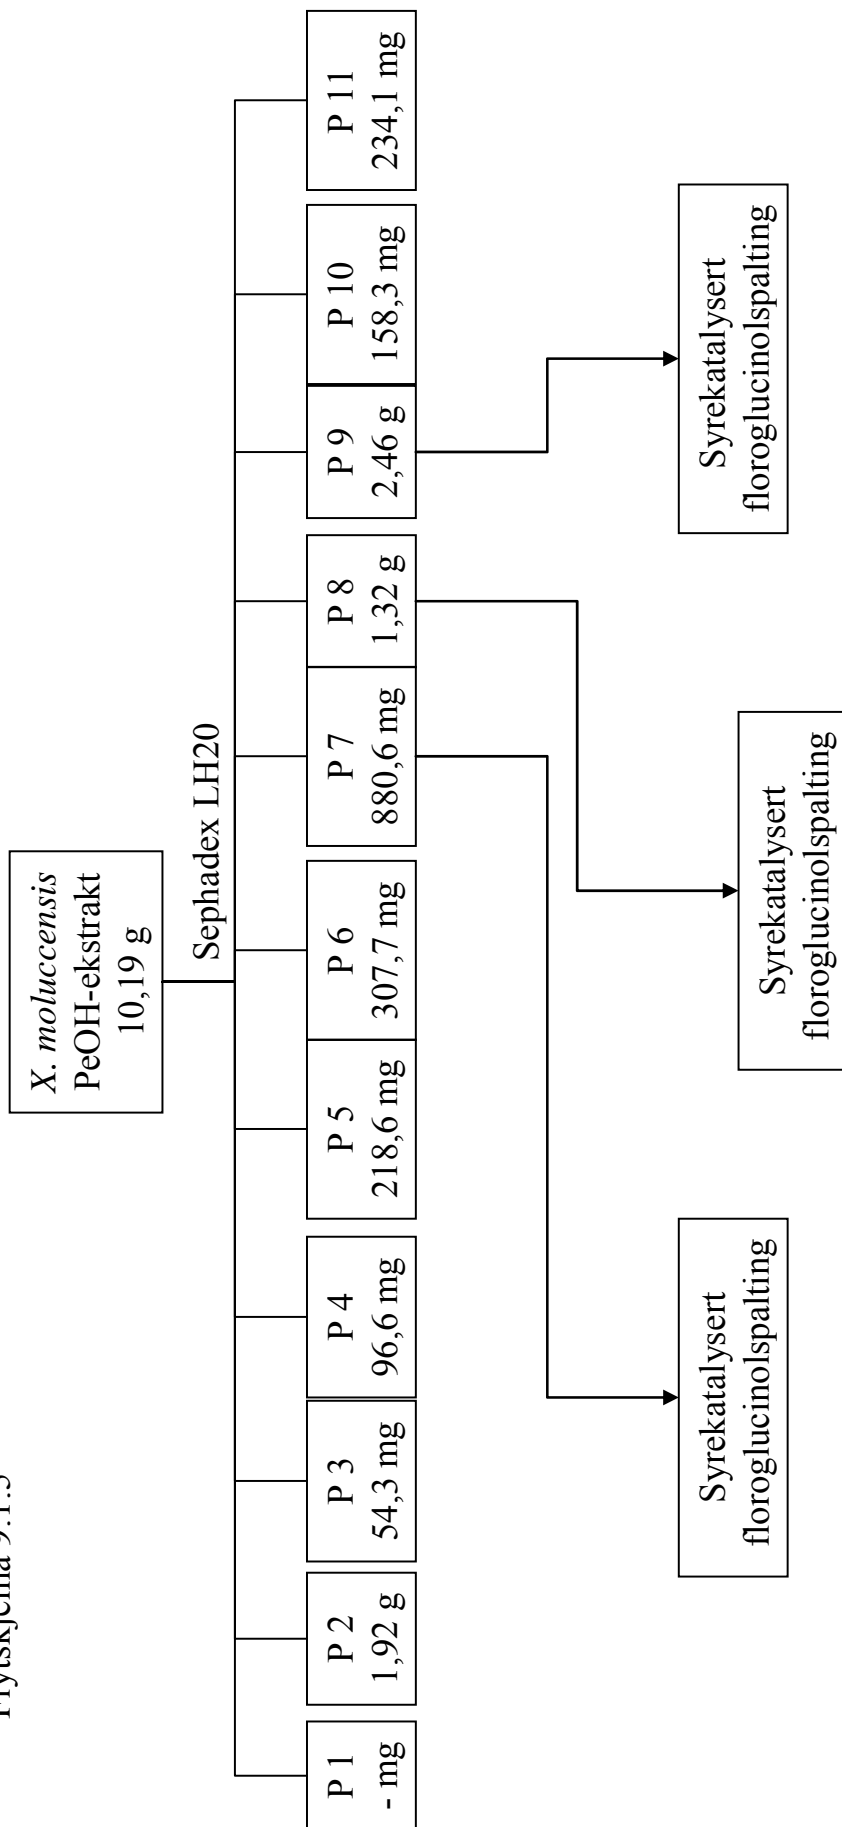 Flytskjema 9.1.3
X. moluccensis
PeOH-ekstrakt
10,19 g
Sephadex LH20
P 1
- mg
P 2
1,92 g
P 3
54,3 mg
P 4
96,6 mg
P 5
218,6 mg
P 6
307,7 mg
P 7
880,6 mg
P 8
1,32 g
P 9
2,46 g
P 10
158,3 mg
P 11
234,1 mg
Syrekatalysert
floroglucinolspalting
Syrekatalysert
floroglucinolspalting
Syrekatalysert
floroglucinolspalting